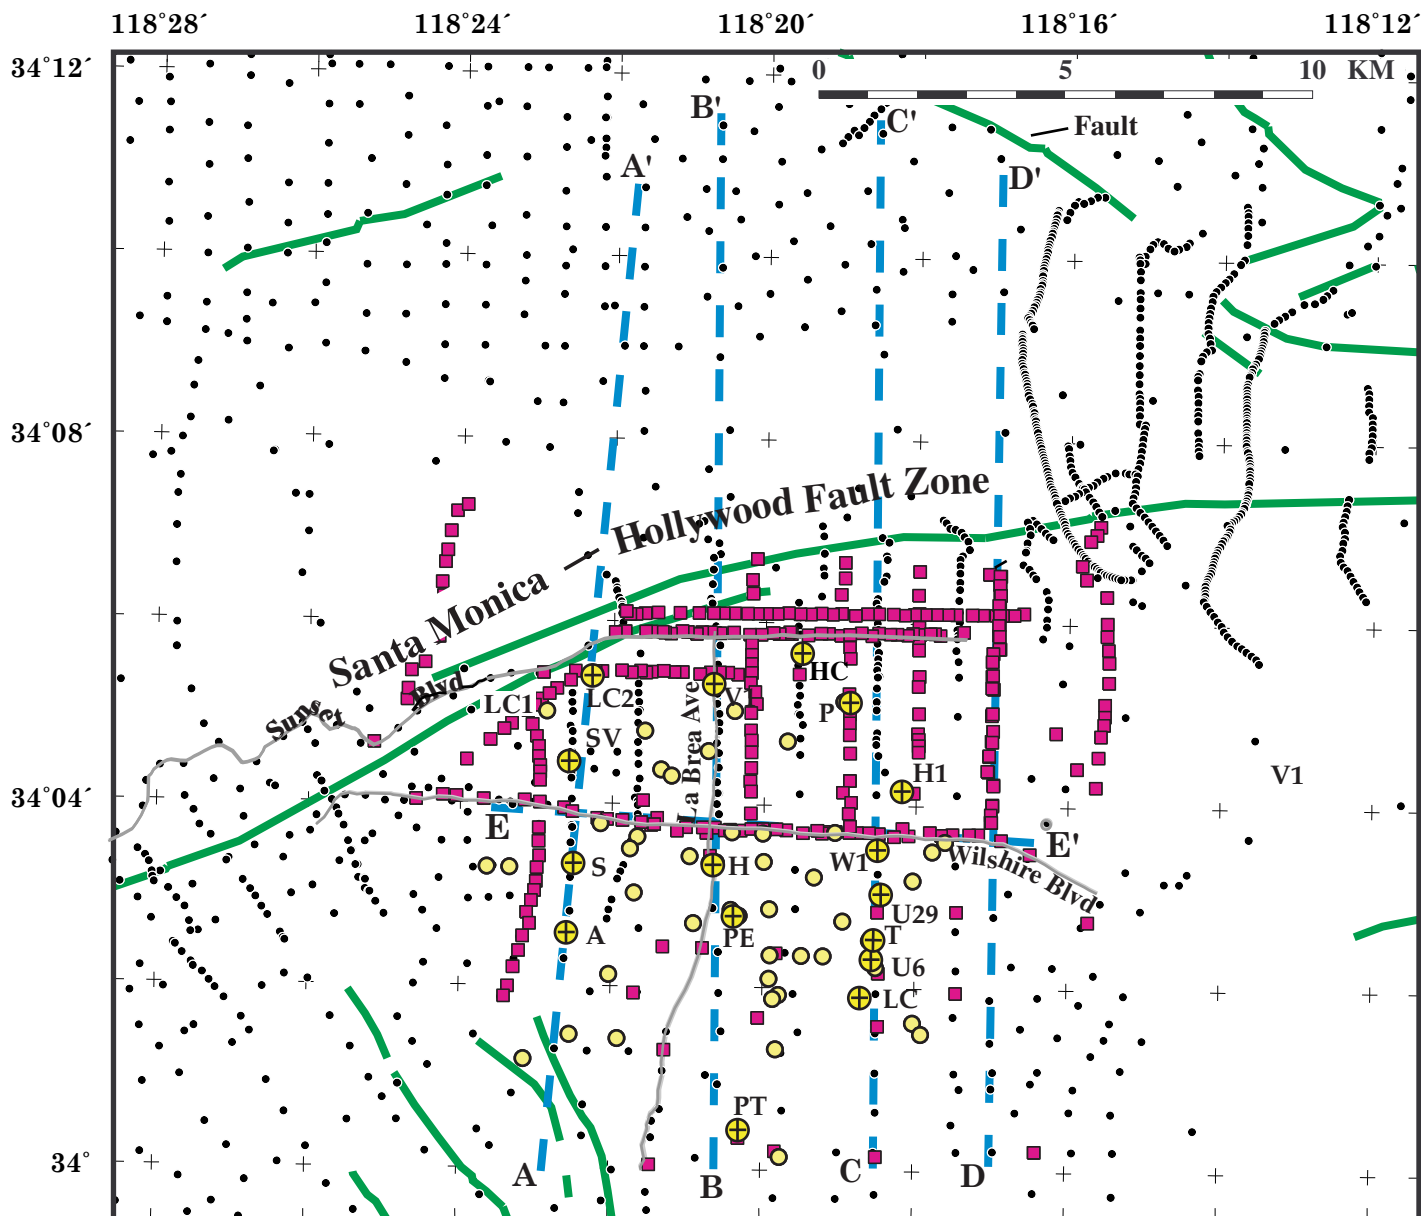 118°28´ 118°24´ 118°20´ 118°16´ 118°12´
34°12´
0 5 10 KM
B'
C'
Fault
A'
D'
34°08´
Santa Monica — Hollywood Fault Zone
HC
LC1 LC2 V1
P
Blvd
La Brea Ave
SV
H1
V1
34°04´
E
E'
Wilshire Blvd
S
H
W1
U29
A
PE
T
U6
LC
PT
34°
A
B
C
D